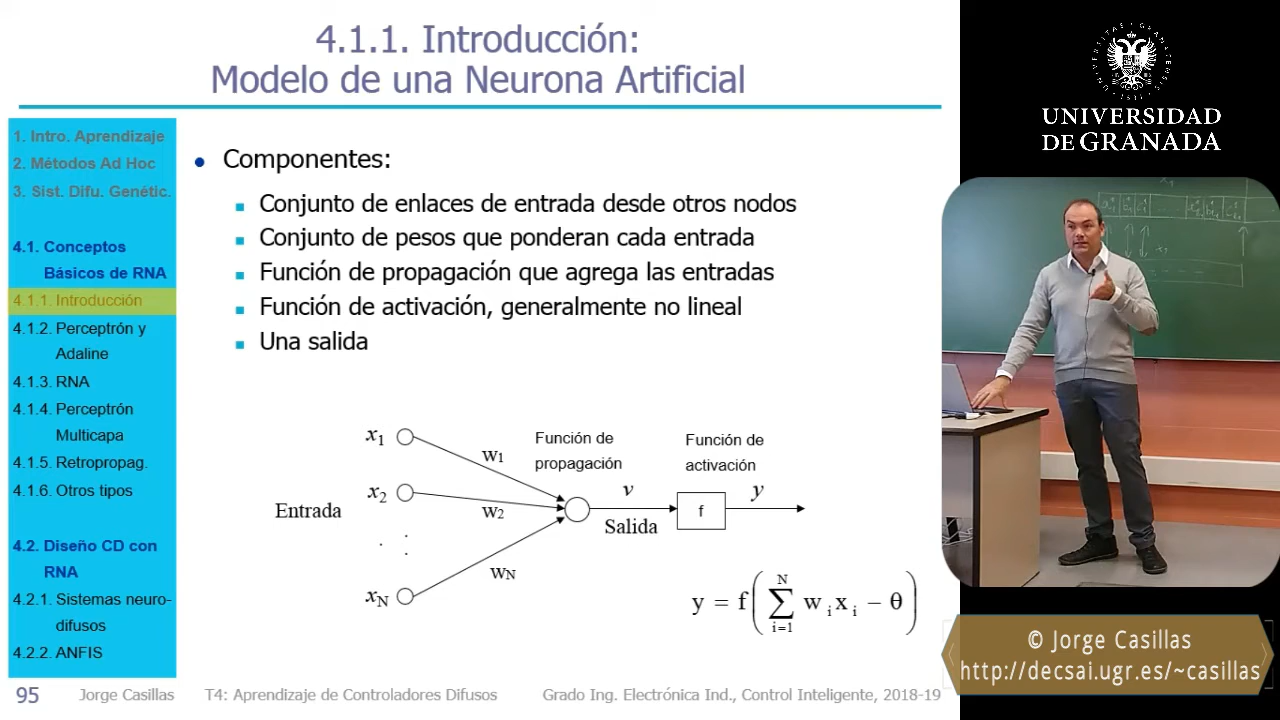 4.1.1. Introducción:
Modelo de una Neurona Artificial
1. Intro. Aprendizaje
2. Métodos Ad Hoc
3. Sist. Difu. Genétic.
4.1. Conceptos
Básicos de RNA
4.1.1. Introducción
4.1.2. Perceptrón y
Adaline
4.1.3. RNA
4.1.4. Perceptrón
Multicapa
4.1.5. Retropropag.
4.1.6. Otros tipos
4.2. Diseño CD con
RNA
4.2.1. Sistemas neuro-
difusos
4.2.2. ANFIS
Componentes:
Conjunto de enlaces de entrada desde otros nodos
Conjunto de pesos que ponderan cada entrada
Función de propagación que agrega las entradas
Función de activación, generalmente no lineal
Una salida
Entrada
x1
x2
xN
w1
w2
wN
Función de
propagación
v
Salida
Función de
activación
f
y
y = f(∑ i=1 N w i x i − θ)
95 Jorge Casillas T4: Aprendizaje de Controladores Difusos Grado Ing. Electrónica Ind., Control Inteligente, 2018-19
UNIVERSIDAD
DE GRANADA
© Jorge Casillas
http://decsai.ugr.es/~casillas